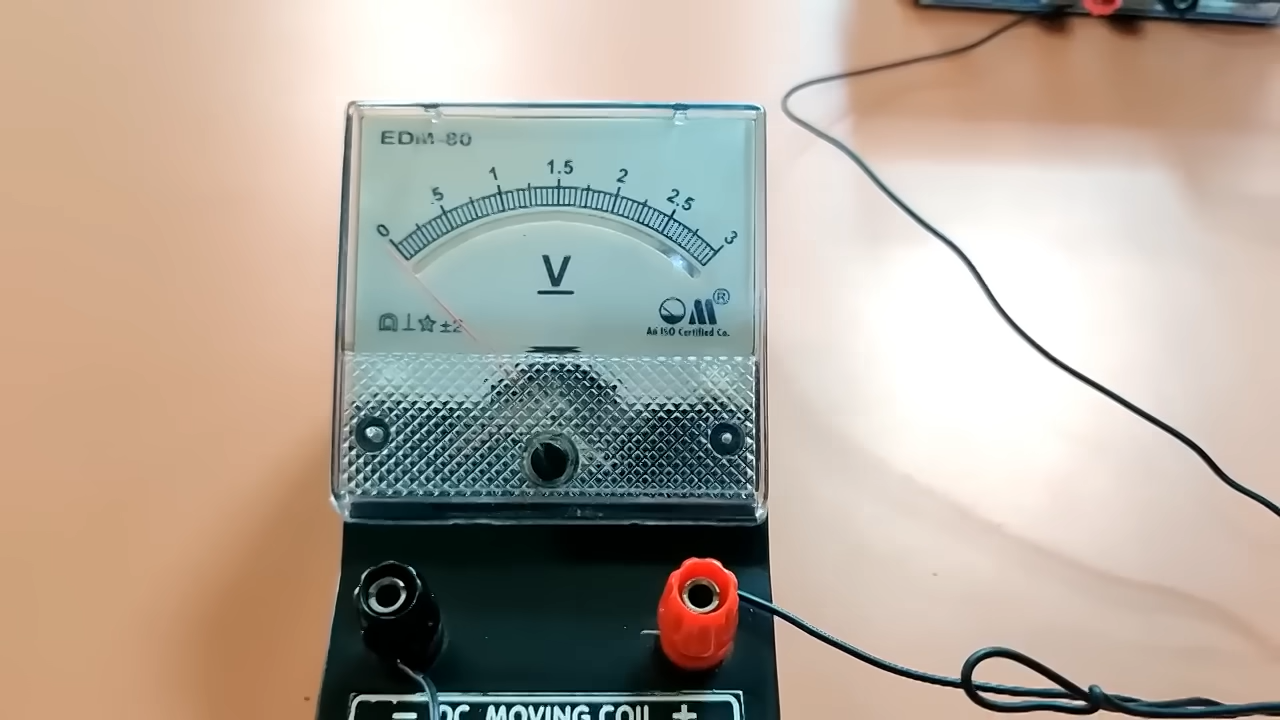 EDM-80
0 .5 1 1.5 2 2.5 3
V
±2
OM®
An ISO Certified Co.
− DC MOVING COIL +